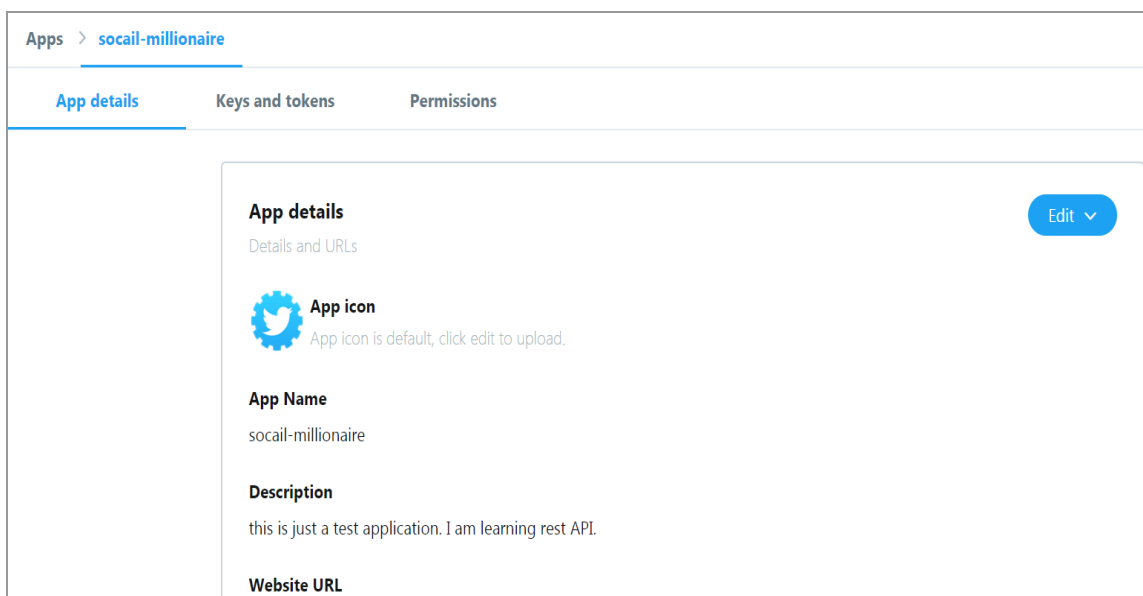 Apps > socail-millionaire
App details Keys and tokens Permissions
App details
Edit
Details and URLs
App icon
App icon is default, click edit to upload.
App Name
socail-millionaire
Description
this is just a test application. I am learning rest API.
Website URL